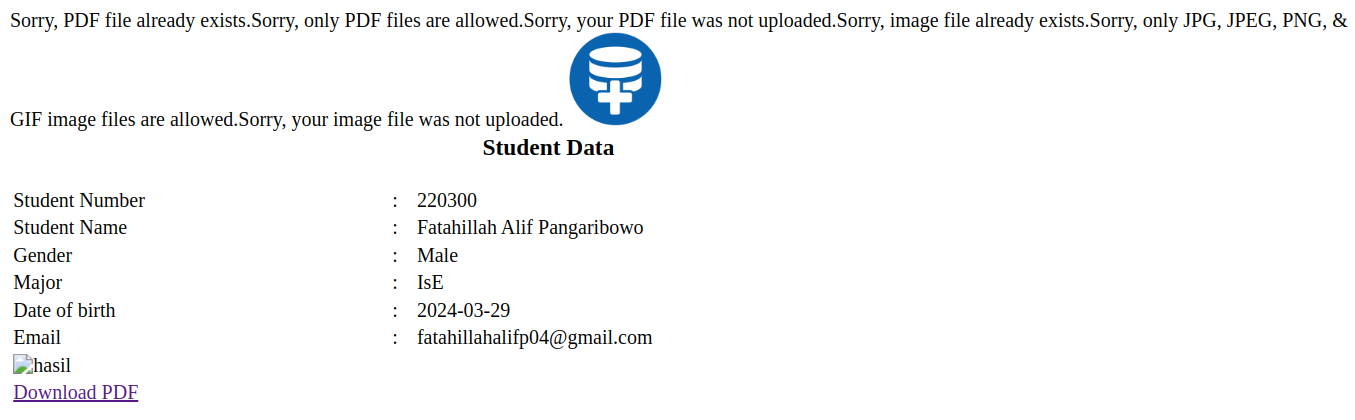 Sorry, PDF file already exists.Sorry, only PDF files are allowed.Sorry, your PDF file was not uploaded.Sorry, image file already exists.Sorry, only JPG, JPEG, PNG, &
GIF image files are allowed.Sorry, your image file was not uploaded.
Student Data
Student Number : 220300
Student Name : Fatahillah Alif Pangaribowo
Gender : Male
Major : IsE
Date of birth : 2024-03-29
Email : fatahillahalifp04@gmail.com
hasil
Download PDF